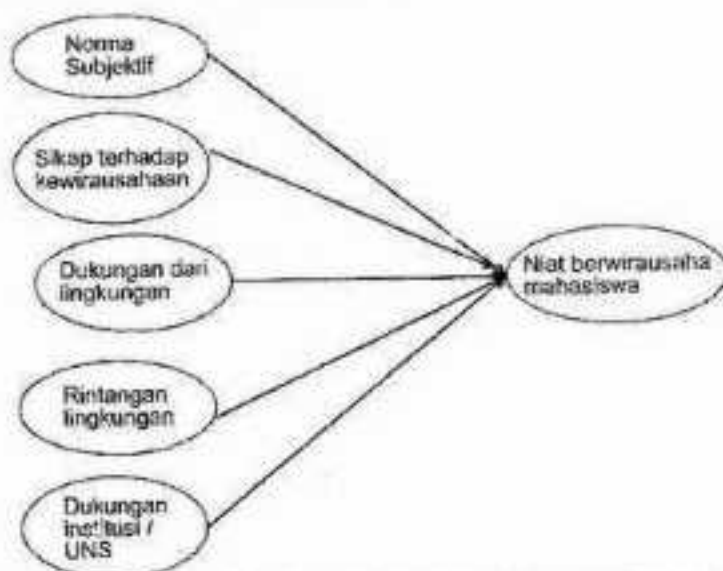 Norma
Subjektif
Sikap terhadap
kewirausahaan
Dukungan dari
lingkungan
Niat berwirausaha
mahasiswa
Rintangan
lingkungan
Dukungan
institusi /
UNS